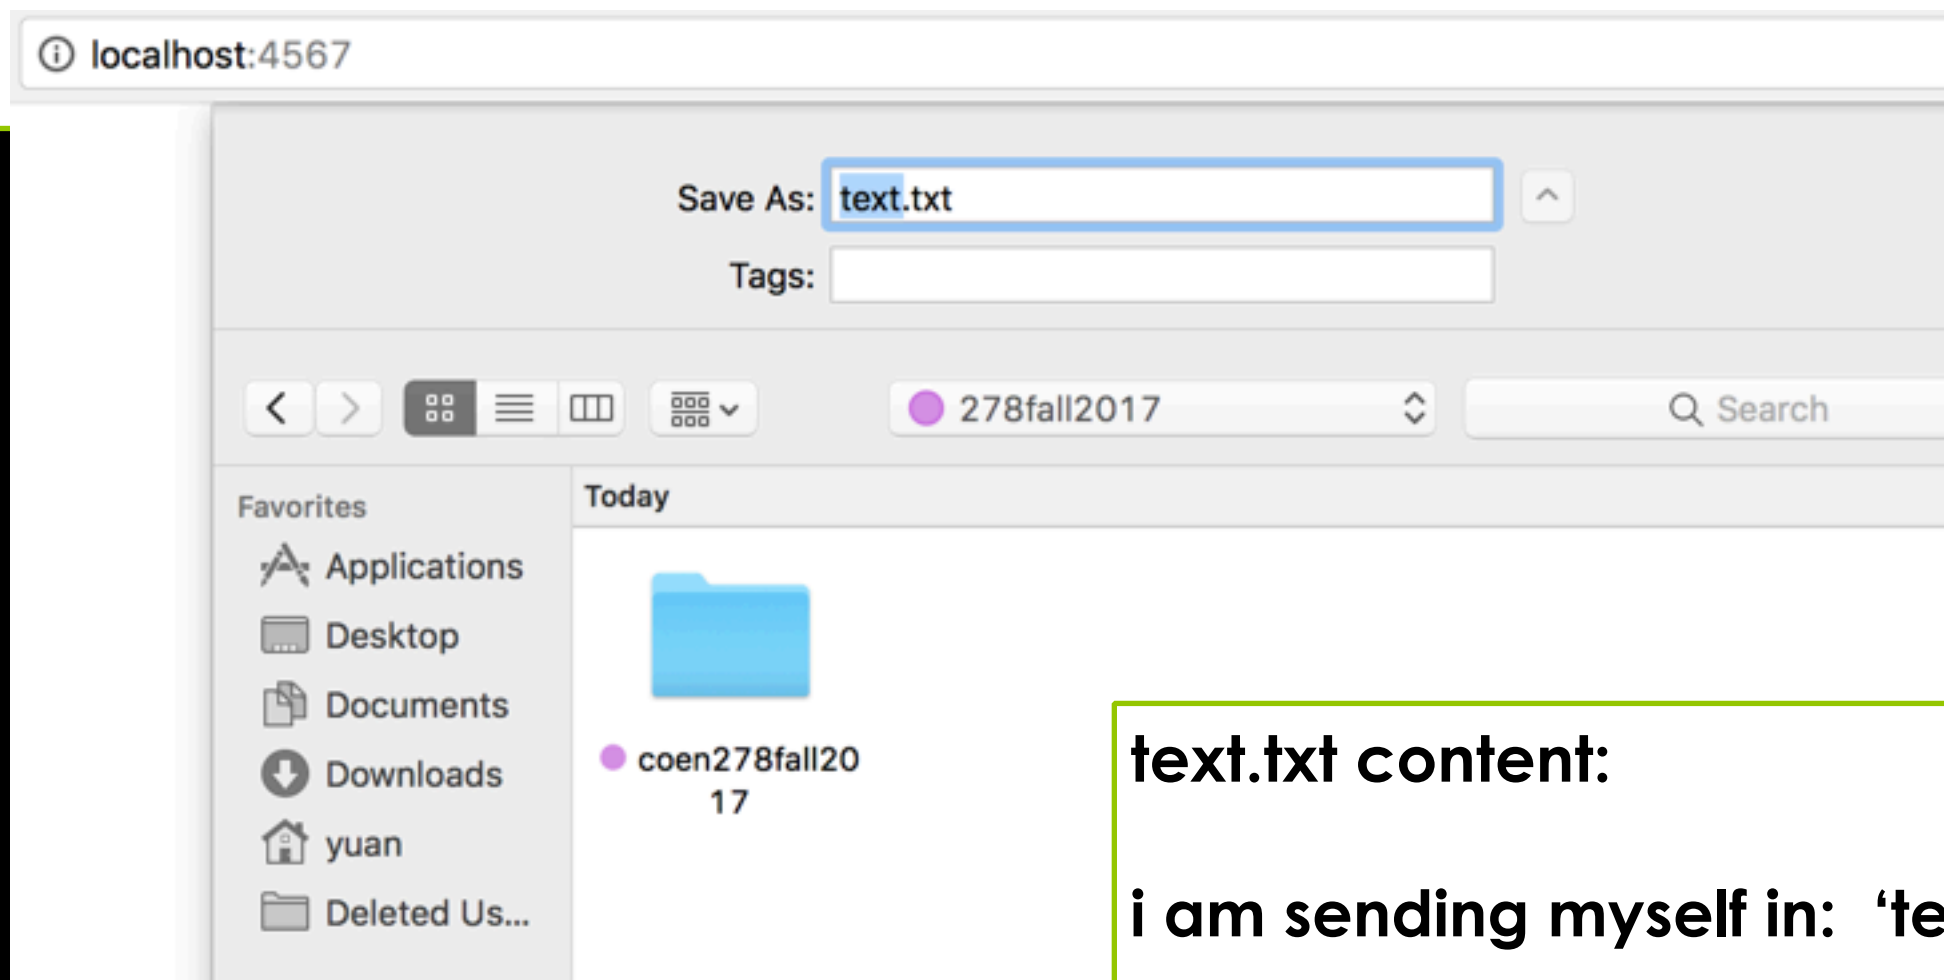 localhost:4567
Save As: text.txt
Tags:
278fall2017
Search
Favorites
Applications
Desktop
Documents
Downloads
yuan
Deleted Us...
Today
coen278fall20
17
text.txt content:
i am sending myself in: ‘te